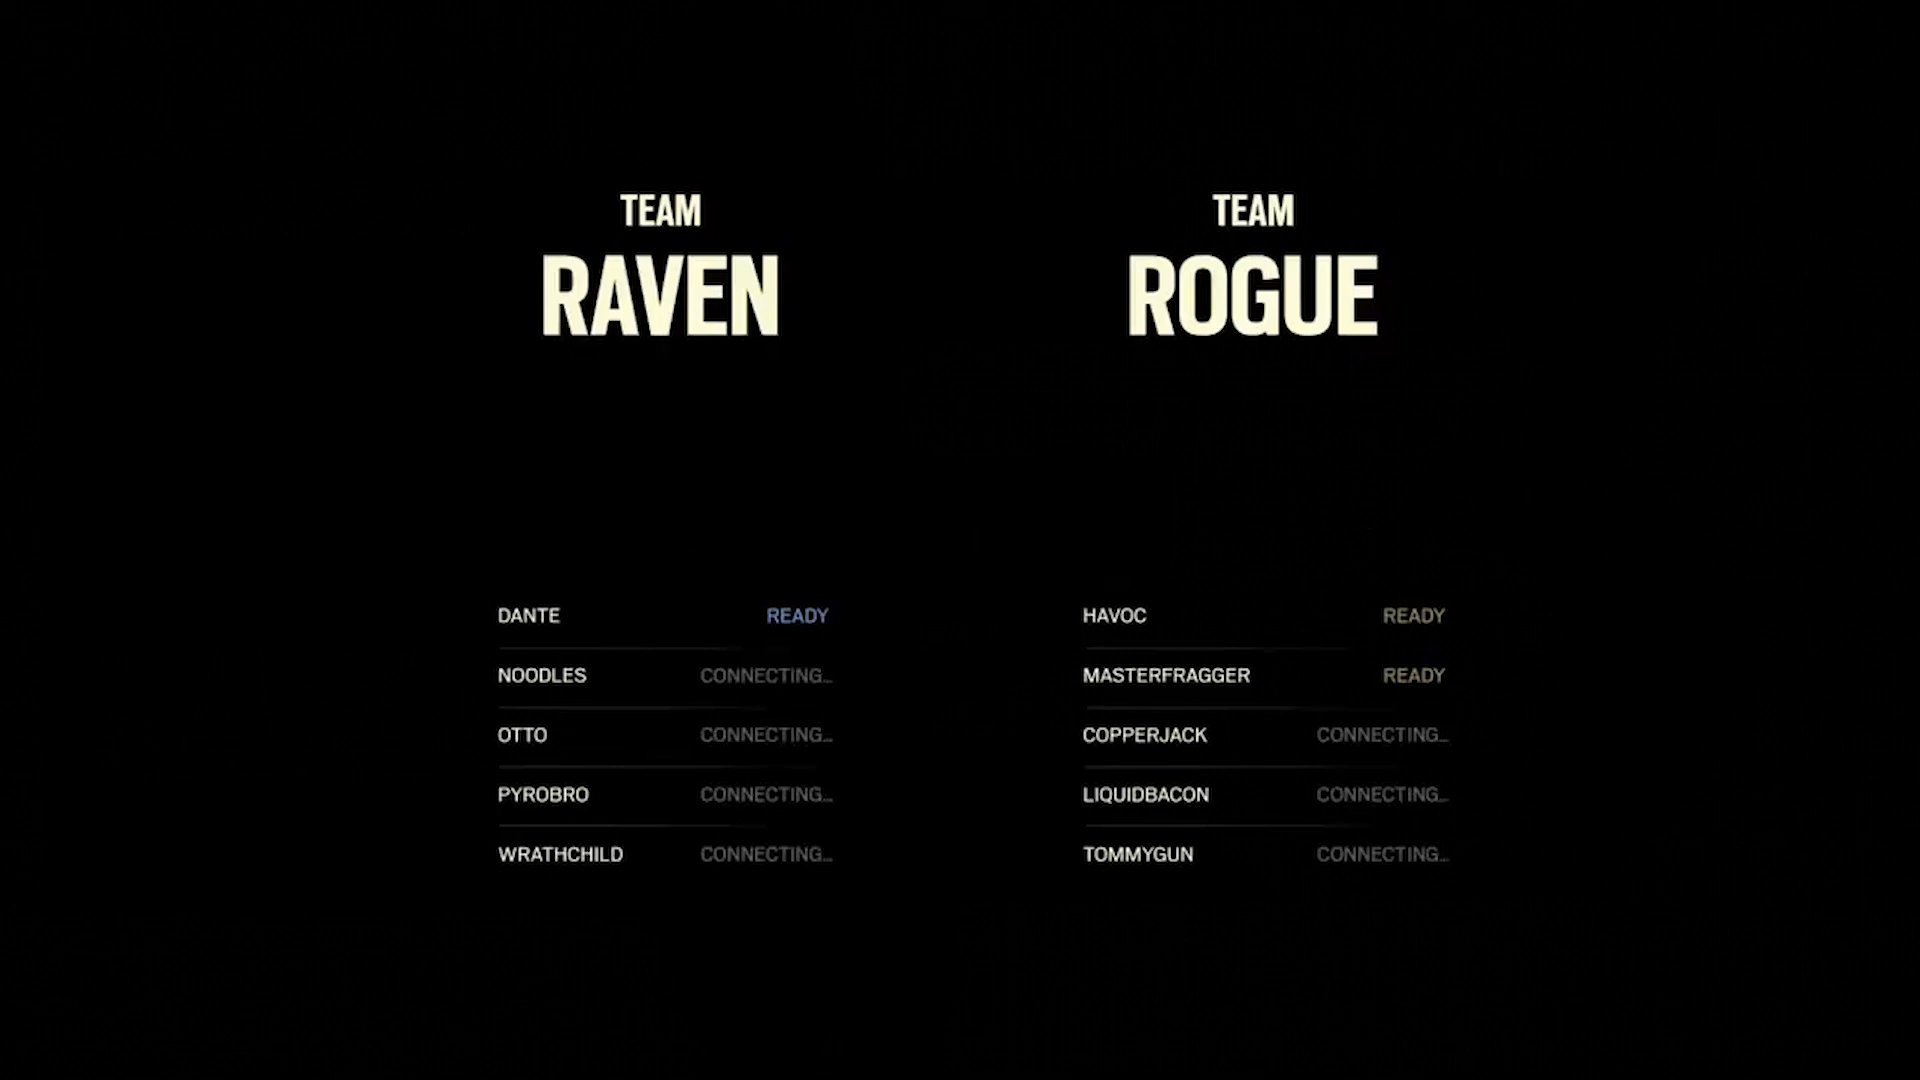 TEAM
RAVEN
DANTE READY
NOODLES CONNECTING...
OTTO CONNECTING...
PYROBRO CONNECTING...
WRATHCHILD CONNECTING...
TEAM
ROGUE
HAVOC READY
MASTERFRAGGER READY
COPPERJACK CONNECTING...
LIQUIDBACON CONNECTING...
TOMMYGUN CONNECTING...